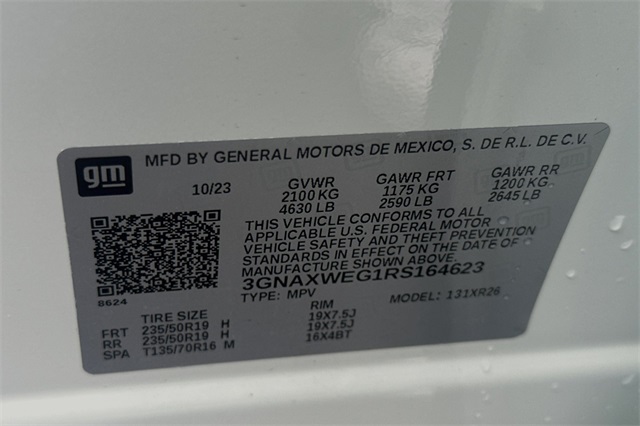 gm
MFD BY GENERAL MOTORS DE MEXICO, S. DE R.L. DE C.V.
10/23 GVWR GAWR FRT GAWR RR
2100 KG 1175 KG 1200 KG
4630 LB 2590 LB 2645 LB
THIS VEHICLE CONFORMS TO ALL
APPLICABLE U.S. FEDERAL MOTOR
VEHICLE SAFETY AND THEFT PREVENTION
STANDARDS IN EFFECT ON THE DATE OF
MANUFACTURE SHOWN ABOVE.
3GNAXWEG1RS164623
8624
TYPE: MPV MODEL: 131XR26
TIRE SIZE RIM
FRT 235/50R19 H 19X7.5J
RR 235/50R19 H 19X7.5J
SPA T135/70R16 M 16X4BT